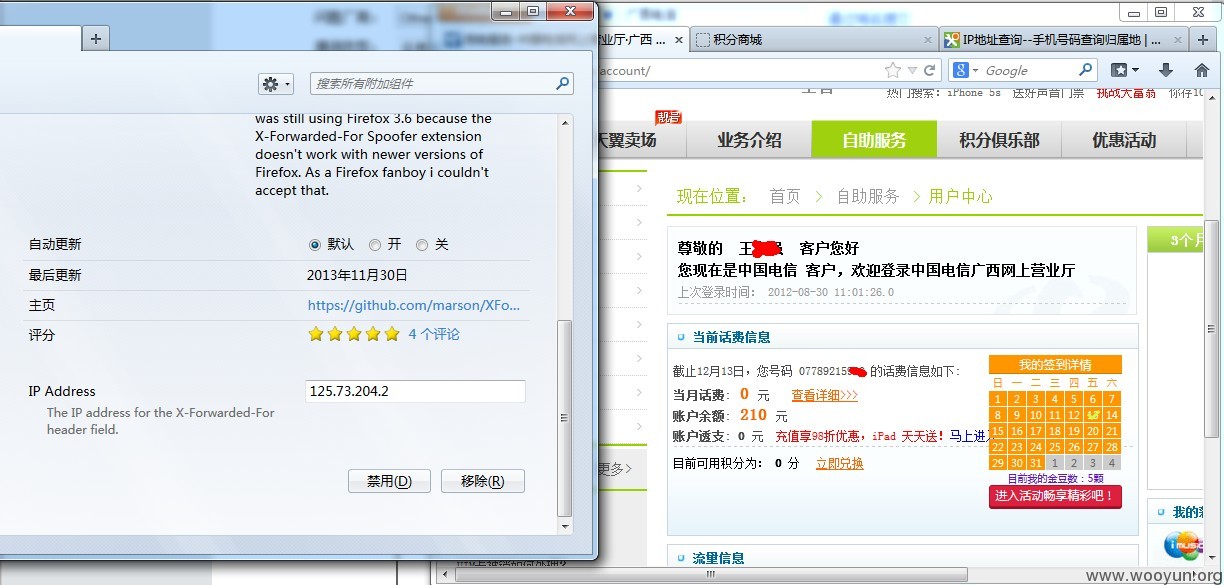 搜索所有附加组件
was still using Firefox 3.6 because the
X-Forwarded-For Spoofer extension
doesn't work with newer versions of
Firefox. As a Firefox fanboy i couldn't
accept that.
自动更新
默认 开 关
最后更新
2013年11月30日
主页
https://github.com/marson/XFo...
评分
4 个评论
IP Address
125.73.204.2
The IP address for the X-Forwarded-For
header field.
禁用(D) 移除(R)
业厅·广西 ...
积分商城
IP地址查询--手机号码查询归属地 | ...
account/
Google
热门搜索: iPhone 5s 送好声音门票 挑战大富翁 你存10
靓号
天翼卖场 业务介绍 自助服务 积分俱乐部 优惠活动
现在位置: 首页 > 自助服务 > 用户中心
尊敬的 王 强 客户您好
您现在是中国电信 客户，欢迎登录中国电信广西网上营业厅
上次登录时间: 2012-08-30 11:01:26.0
3个月
当前话费信息
截止12月13日，您号码 07789215 的话费信息如下:
当月话费: 0 元 查看详细>>>
账户余额: 210 元
账户透支: 0 元 充值享98折优惠，iPad 天天送！马上进入
目前可用积分为: 0 分 立即兑换
我的签到详情
日 一 二 三 四 五 六
1 2 3 4 5 6 7
8 9 10 11 12 13 14
15 16 17 18 19 20 21
22 23 24 25 26 27 28
29 30 31 1 2 3 4
目前我的金豆数: 5颗
进入活动畅享精彩吧！
更多>
我的
imusic
流量信息
www.wooyun.org